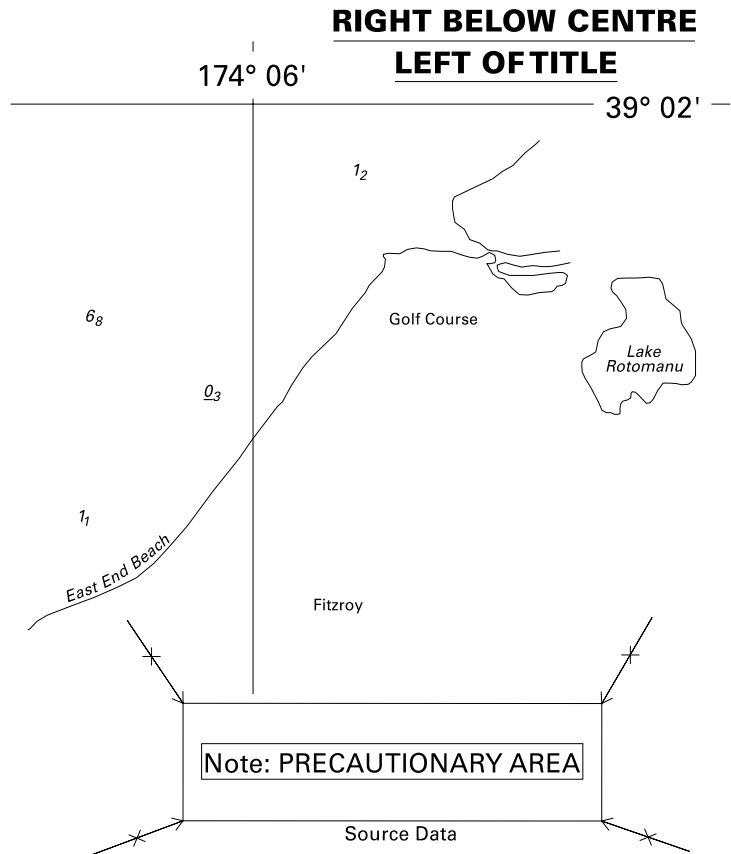 RIGHT BELOW CENTRE
LEFT OF TITLE
174° 06'
39° 02'
1₂
6₈
Golf Course
Lake
Rotomanu
0₃
1₁
East End Beach
Fitzroy
Note: PRECAUTIONARY AREA
Source Data